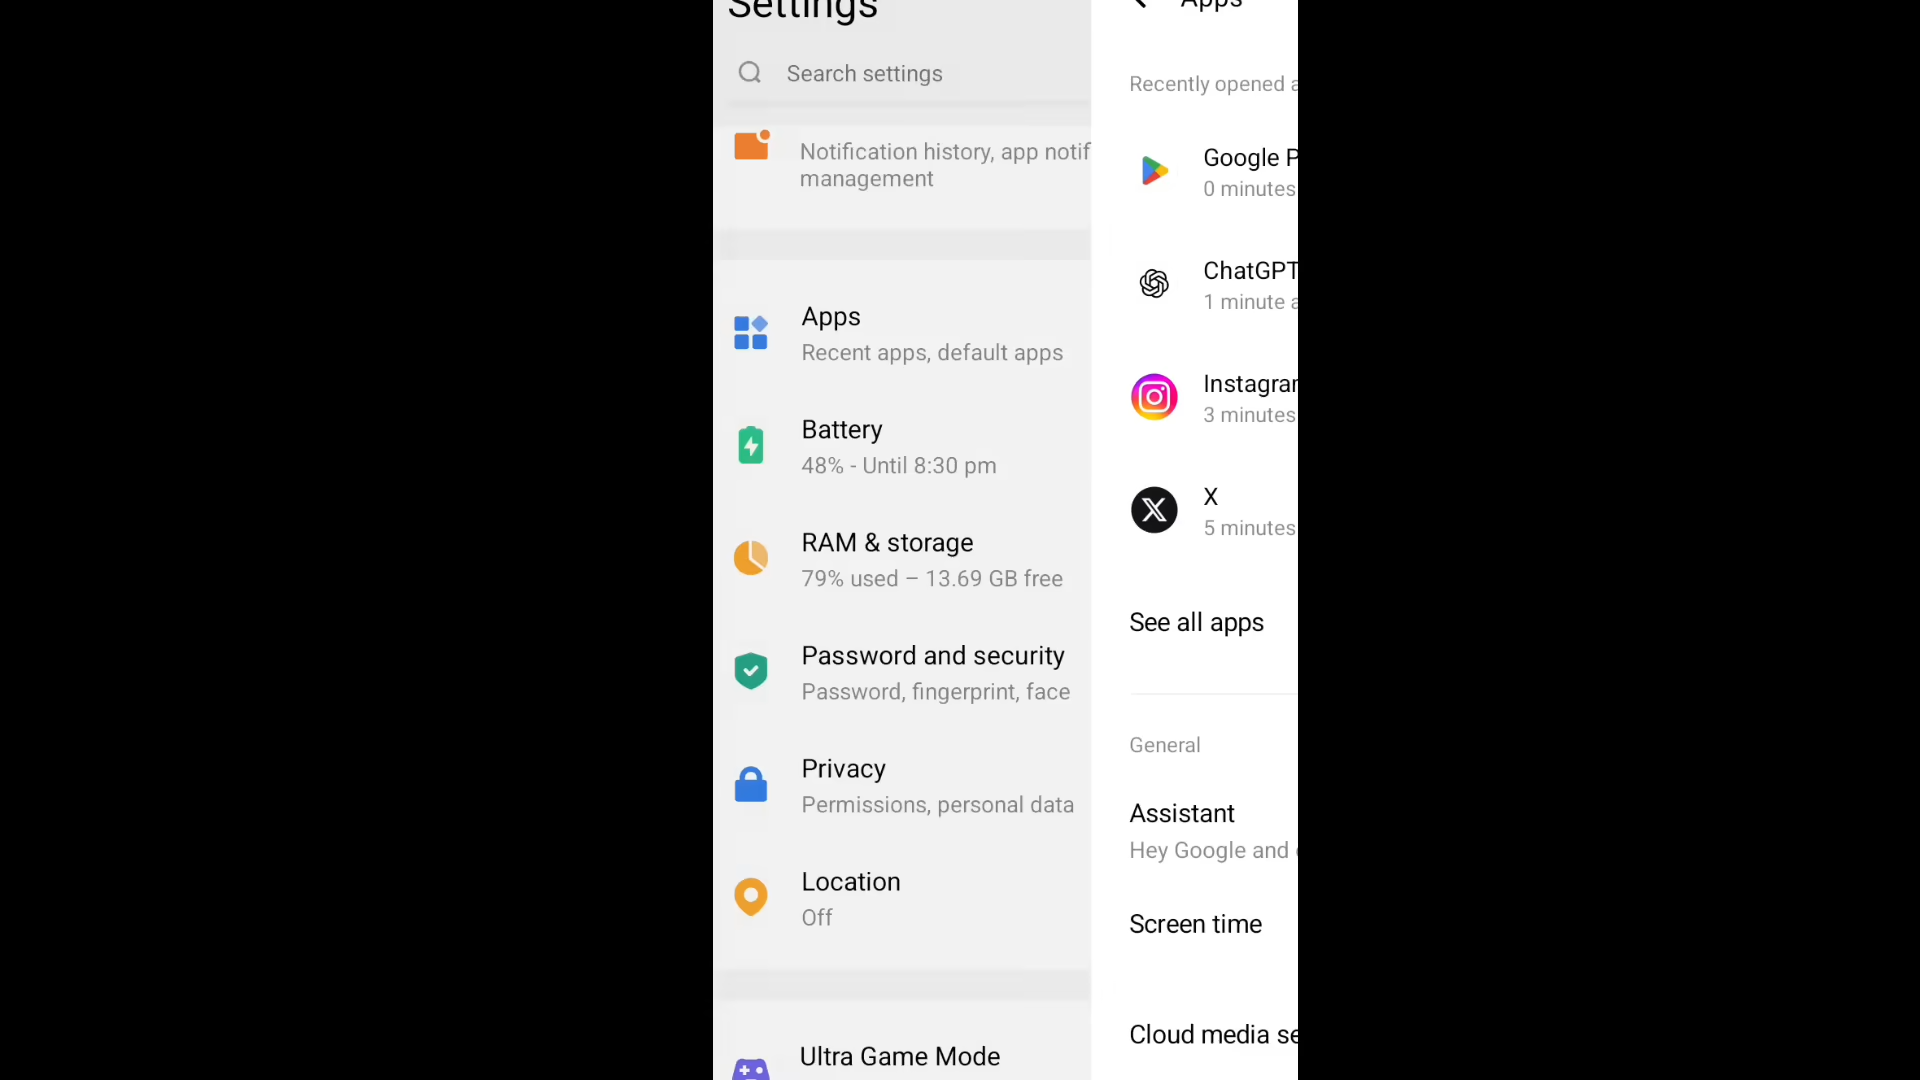 Settings
Search settings
Notification history, app notif
management
Apps
Recent apps, default apps
Battery
48% - Until 8:30 pm
RAM & storage
79% used – 13.69 GB free
Password and security
Password, fingerprint, face
Privacy
Permissions, personal data
Location
Off
Ultra Game Mode
Apps
Recently opened a
Google P
0 minutes
ChatGPT
1 minute a
Instagram
3 minutes
X
5 minutes
See all apps
General
Assistant
Hey Google and
Screen time
Cloud media se